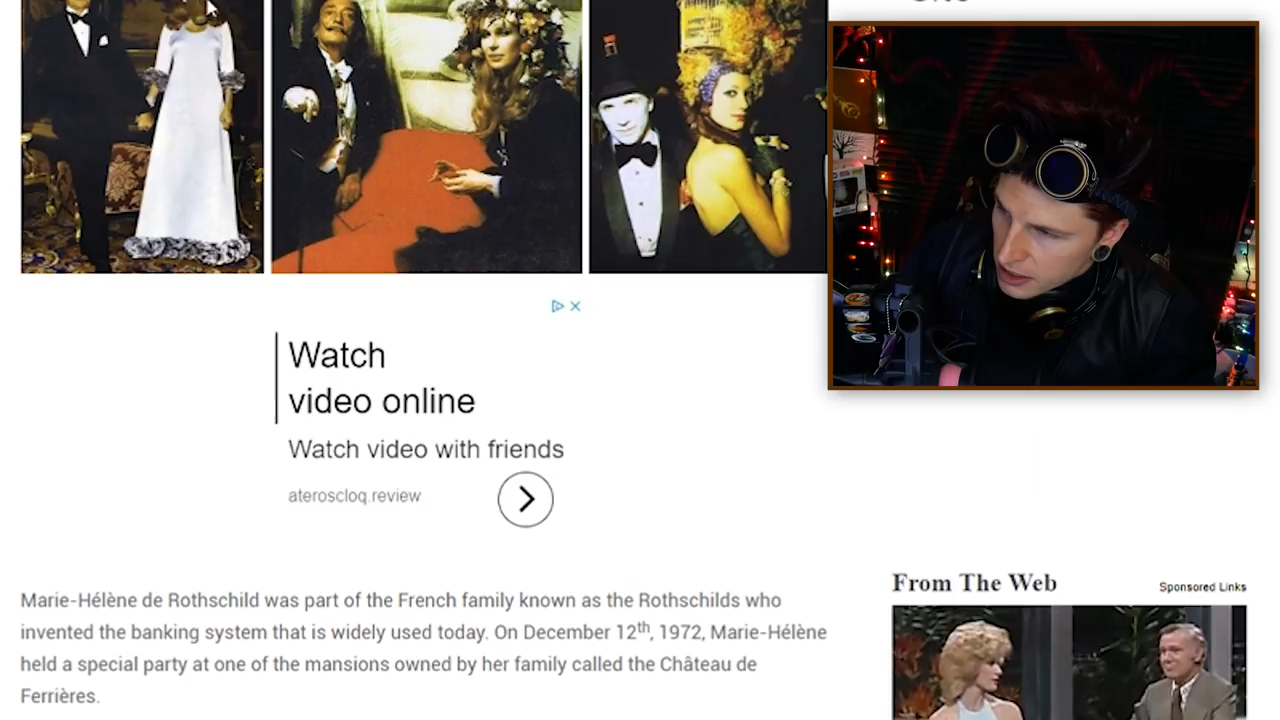 Watch
video online
Watch video with friends
ateroscloq.review
Marie-Hélène de Rothschild was part of the French family known as the Rothschilds who
invented the banking system that is widely used today. On December 12th, 1972, Marie-Hélène
held a special party at one of the mansions owned by her family called the Château de
Ferrières.
From The Web
Sponsored Links